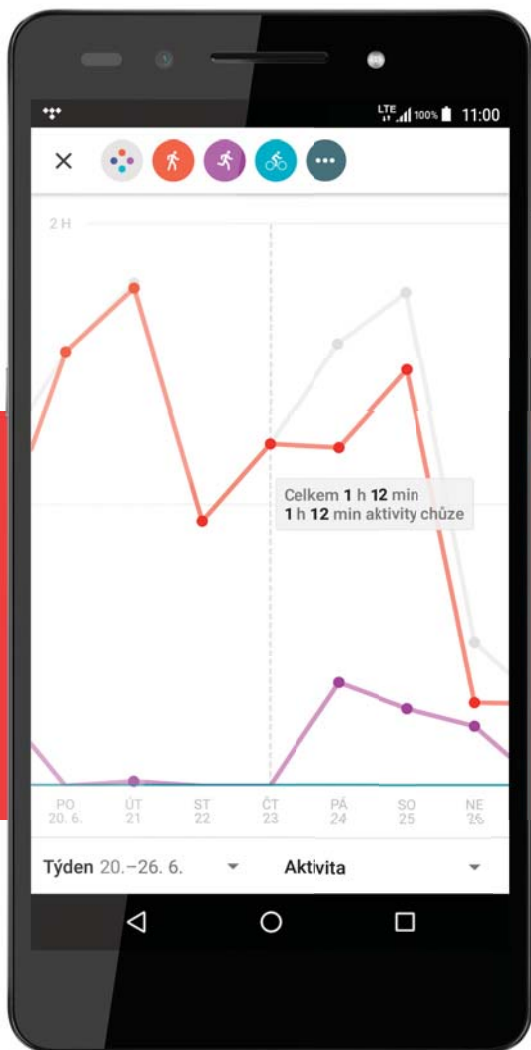 LTE 100% 11:00
2 H
Celkem 1 h 12 min
1 h 12 min aktivity chůze
PO ÚT ST ČT PÁ SO NE
20. 6. 21 22 23 24 25 26
Týden 20.–26. 6. Aktivita